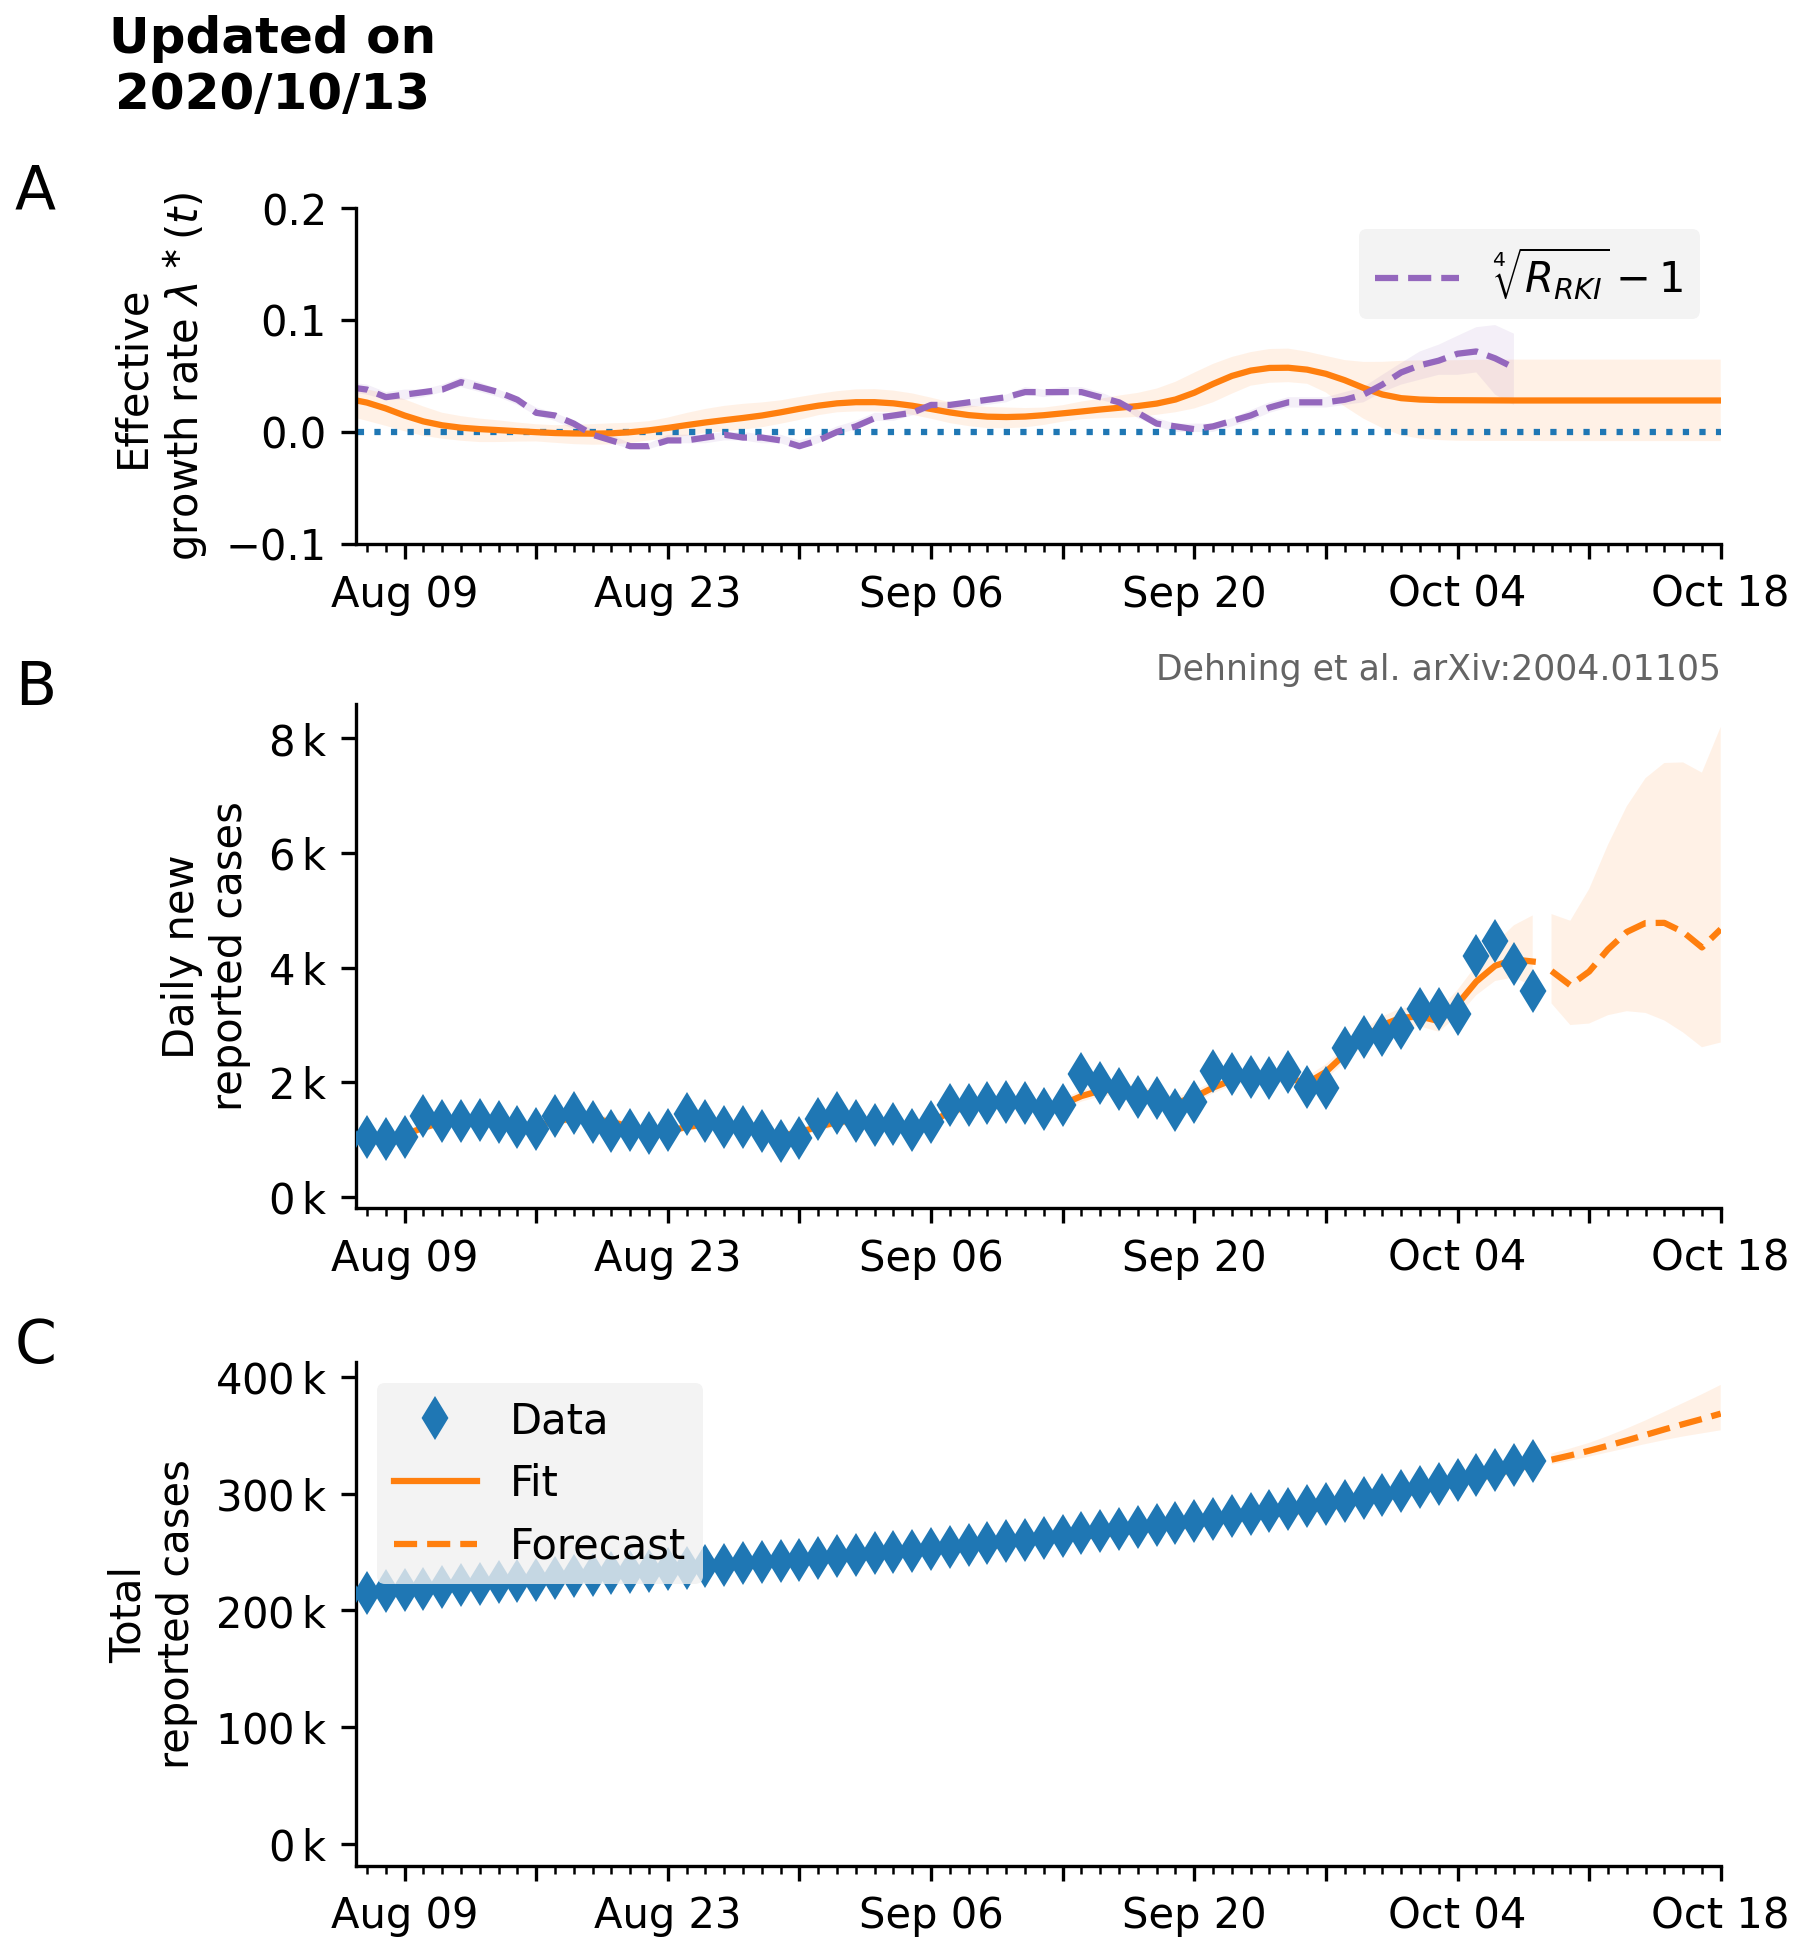 Updated on
2020/10/13
A
Effective
growth rate λ * (t)
0.2
0.1
0.0
−0.1
∜R_RKI − 1
Aug 09
Aug 23
Sep 06
Sep 20
Oct 04
Oct 18
B
Dehning et al. arXiv:2004.01105
Daily new
reported cases
8 k
6 k
4 k
2 k
0 k
Aug 09
Aug 23
Sep 06
Sep 20
Oct 04
Oct 18
C
Total
reported cases
400 k
300 k
200 k
100 k
0 k
Data
Fit
Forecast
Aug 09
Aug 23
Sep 06
Sep 20
Oct 04
Oct 18